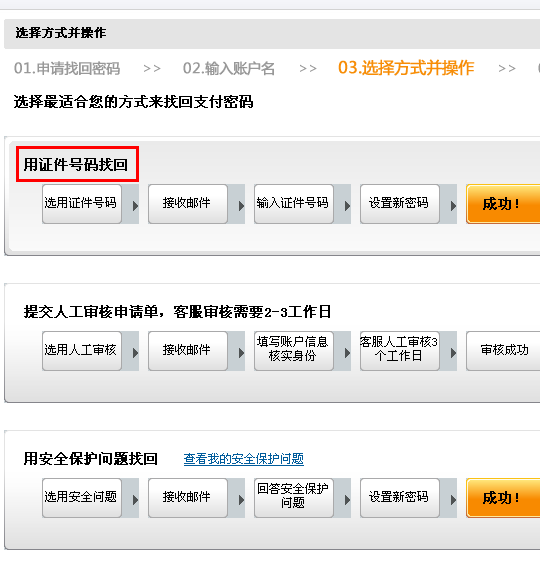 选择方式并操作
01.申请找回密码 >> 02.输入账户名 >> 03.选择方式并操作 >>
选择最适合您的方式来找回支付密码
用证件号码找回
选用证件号码 接收邮件 输入证件号码 设置新密码 成功！
提交人工审核申请单，客服审核需要2-3工作日
选用人工审核 接收邮件 填写账户信息 客服人工审核3 审核成功
核实身份 个工作日
用安全保护问题找回 查看我的安全保护问题
选用安全问题 接收邮件 回答安全保护 设置新密码 成功！
问题